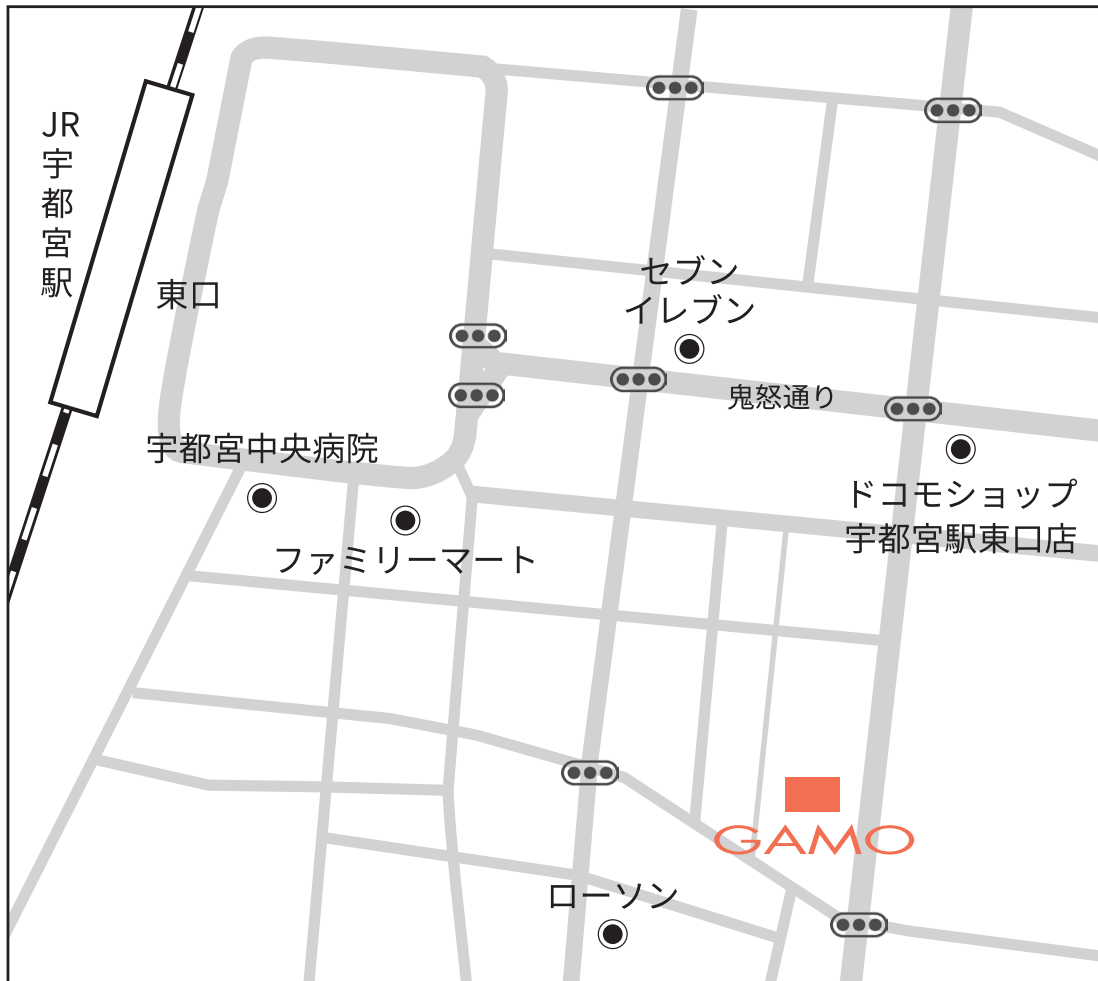 JR宇都宮駅
東口
セブン
イレブン
鬼怒通り
宇都宮中央病院
ファミリーマート
ドコモショップ
宇都宮駅東口店
GAMO
ローソン